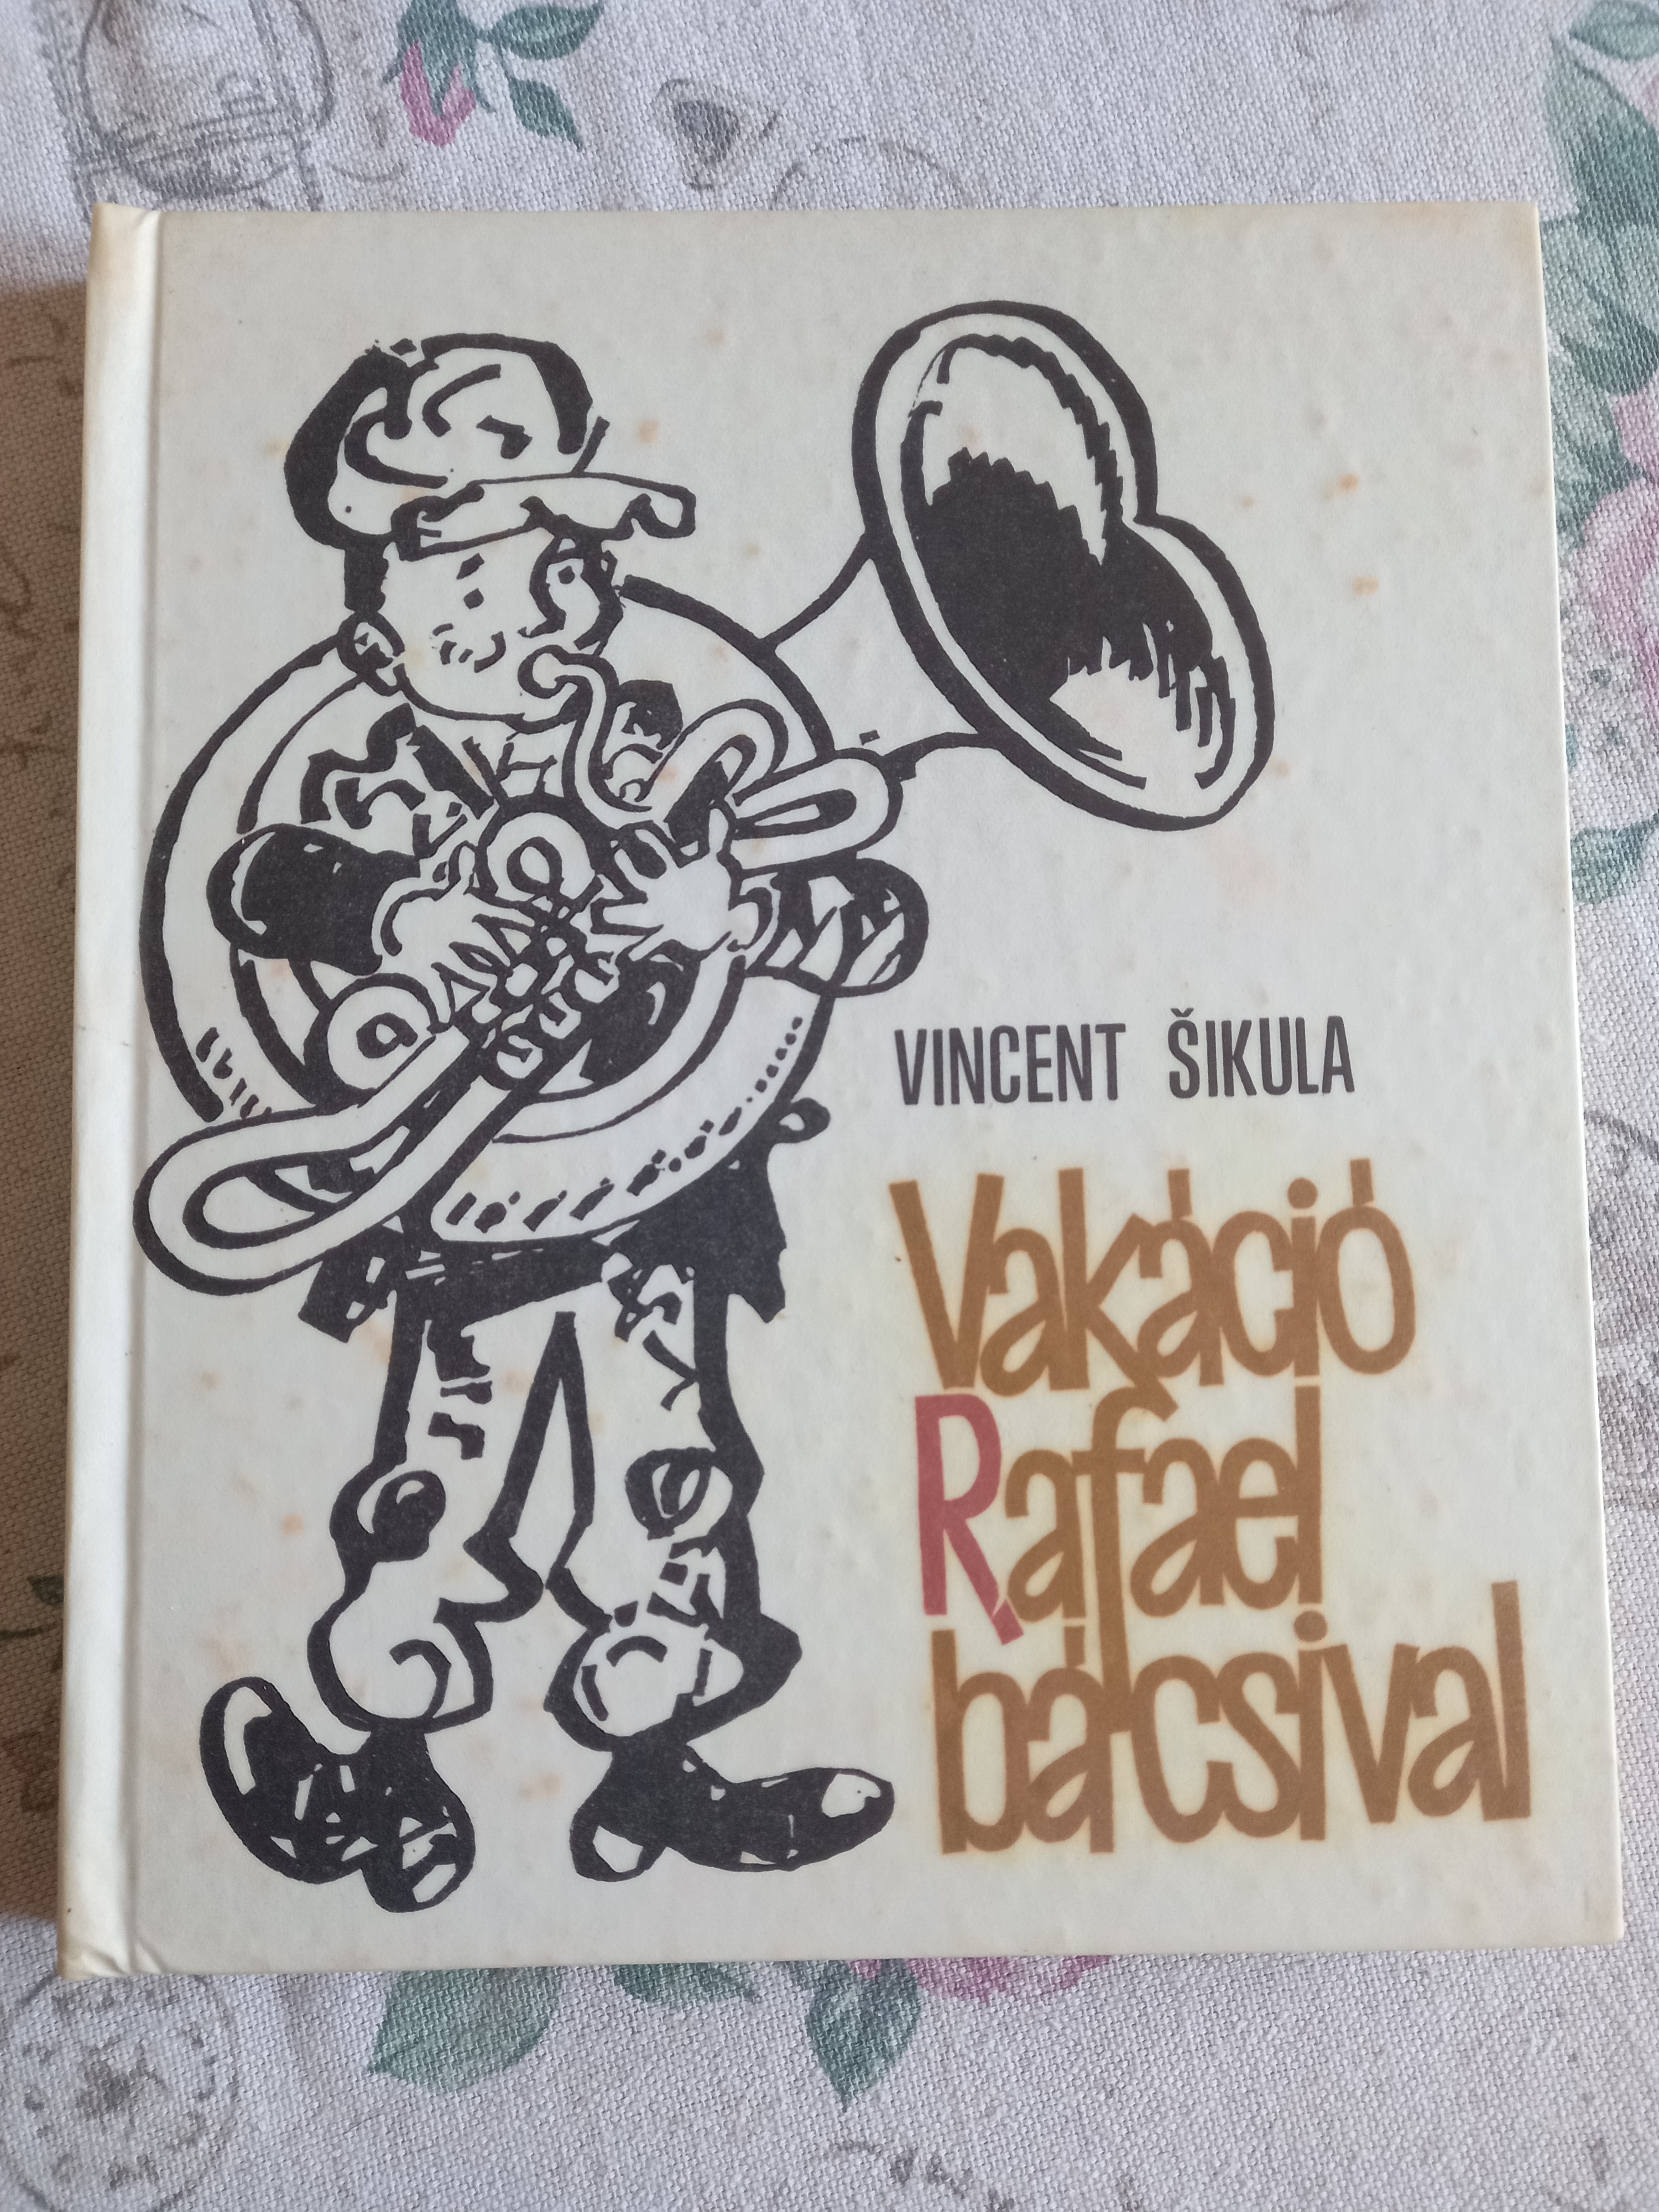 VINCENT ŠIKULA
Vakáció
Rafael
bácsival